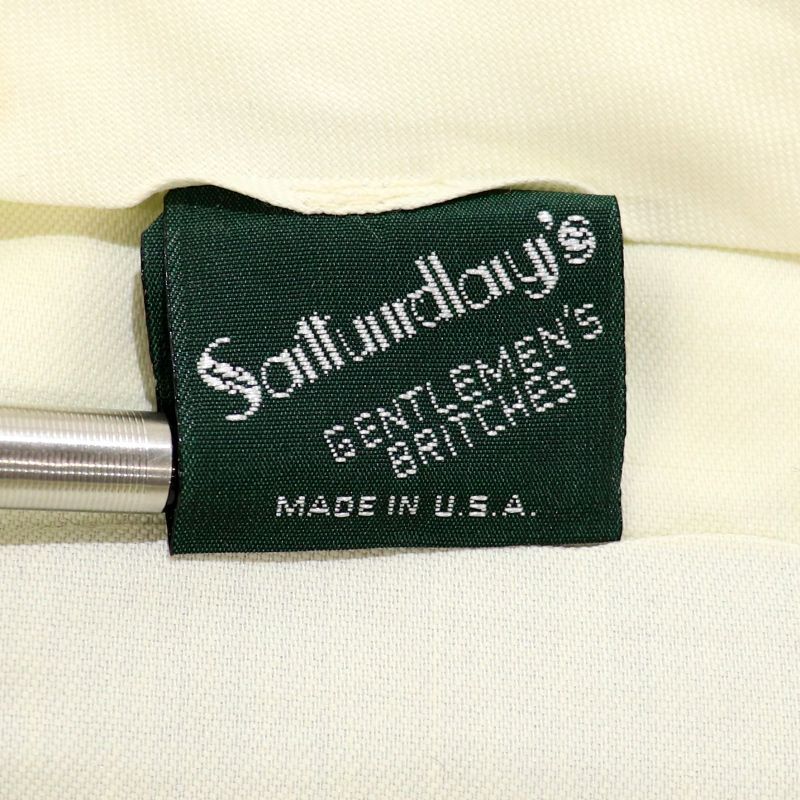 Saturday's
GENTLEMEN'S
BRITCHES
MADE IN U.S.A.